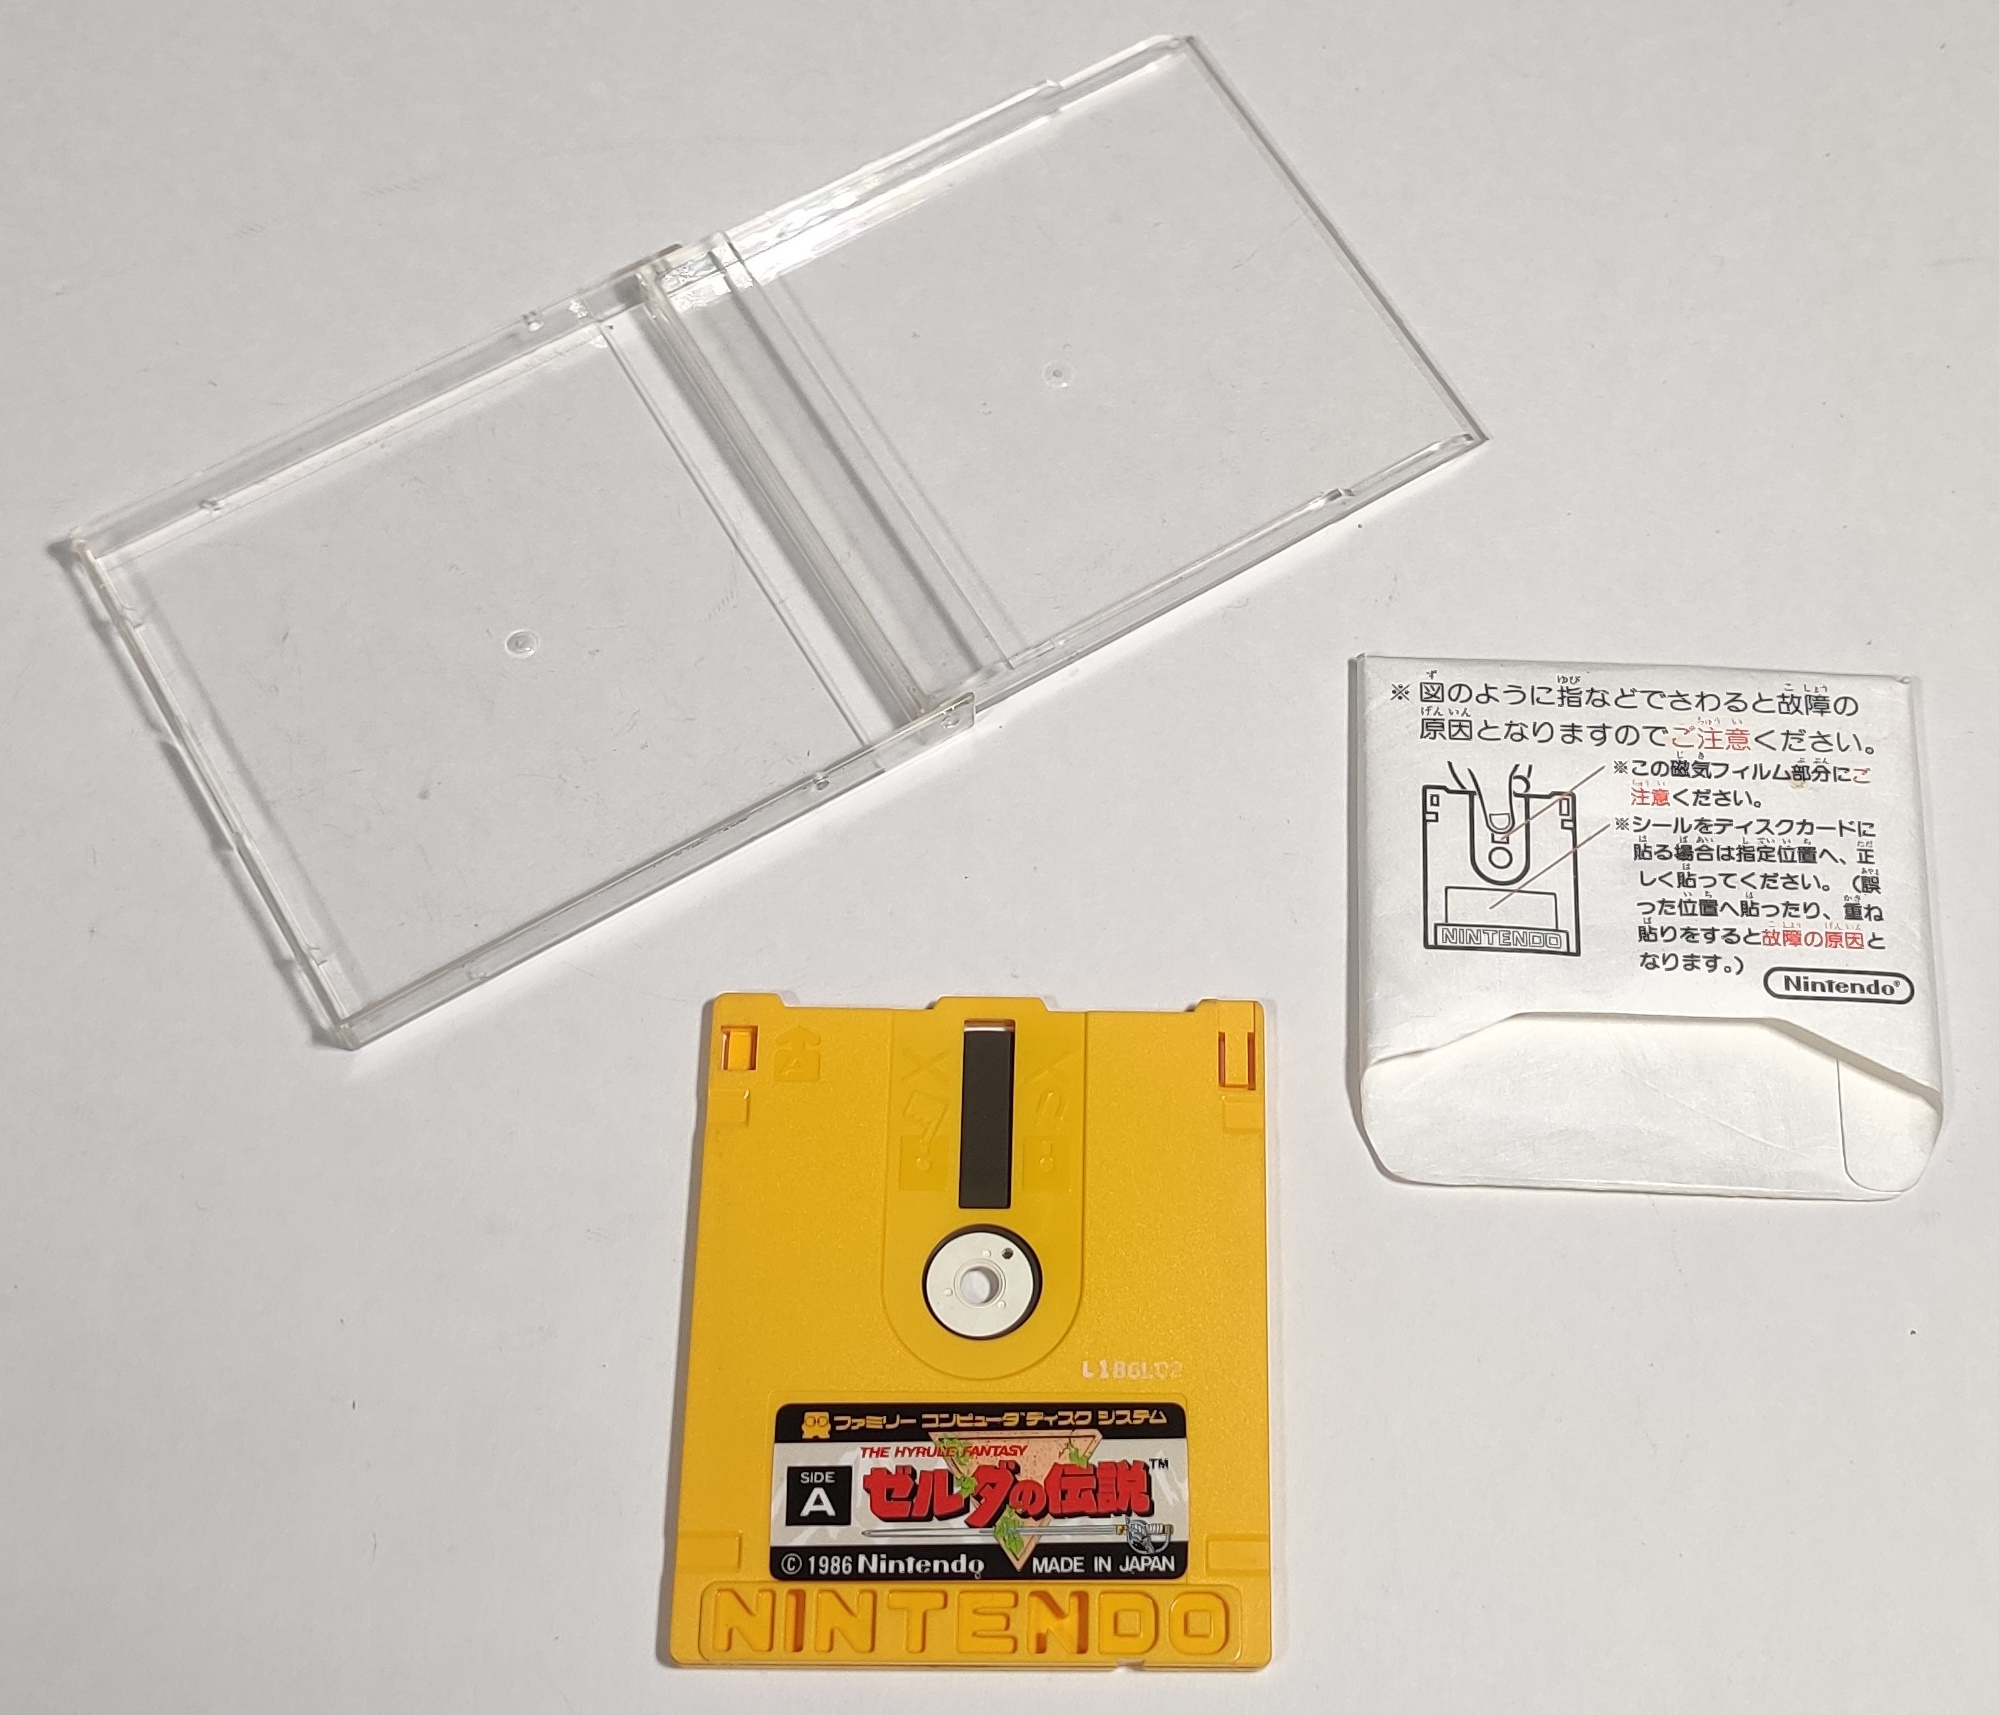 ※図のように指などでさわると故障の
原因となりますのでご注意ください。
※この磁気フィルム部分にご
注意ください。
※シールをディスクカードに
貼る場合は指定位置へ、正
しく貼ってください。(誤
った位置へ貼ったり、重ね
貼りをすると故障の原因と
なります。)
NINTENDO
Nintendo®
ファミリー コンピュータ ディスク システム
THE HYRULE FANTASY
SIDE
A
ゼルダの伝説™
© 1986 Nintendo MADE IN JAPAN
NINTENDO